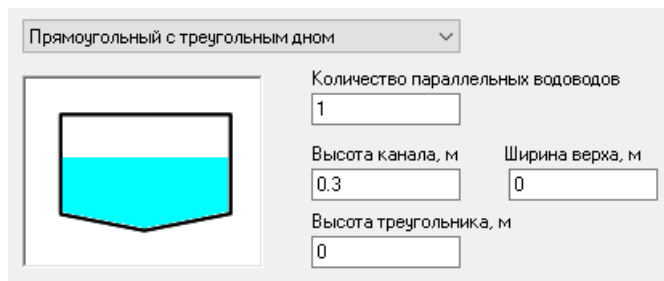 Прямоугольный с треугольным дном
Количество параллельных водоводов
1
Высота канала, м Ширина верха, м
0.3 0
Высота треугольника, м
0